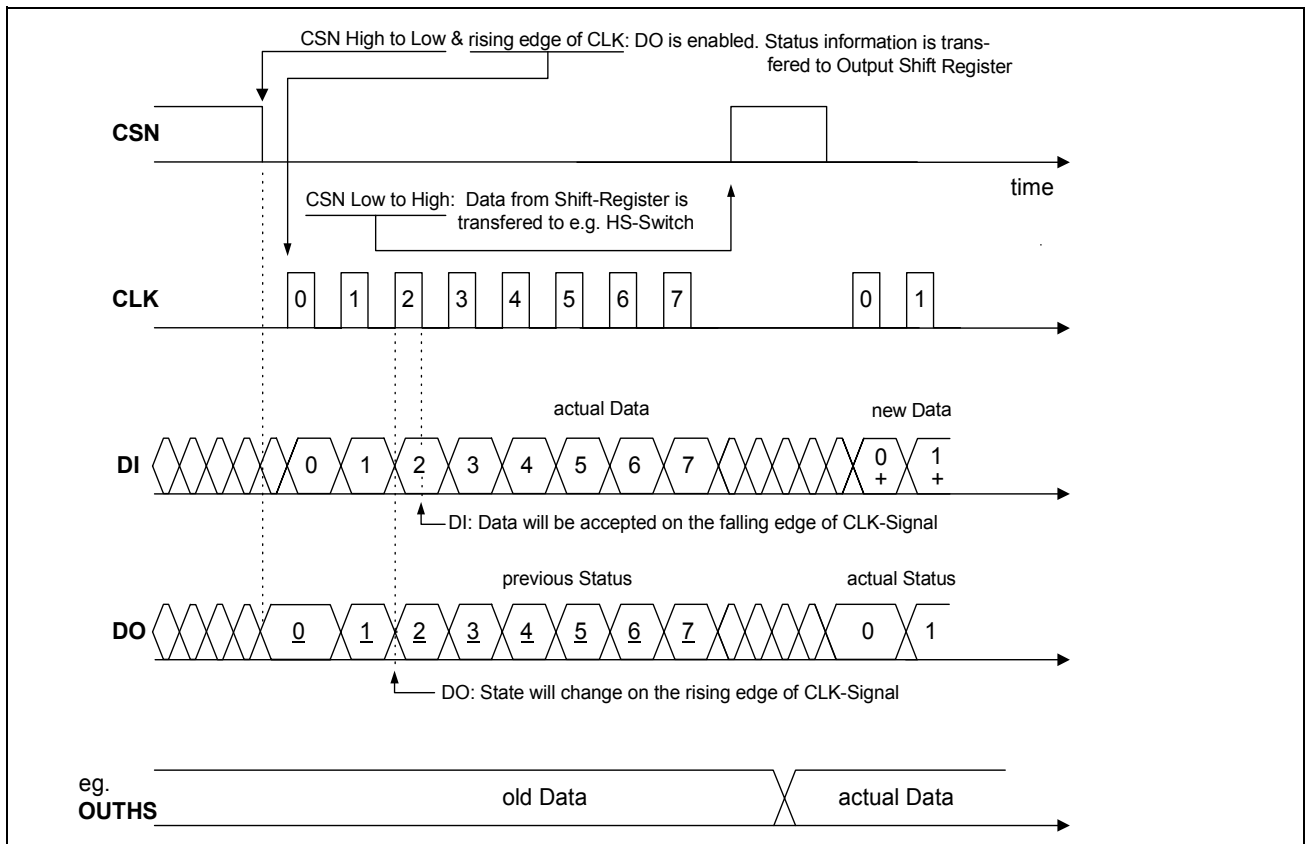 CSN High to Low & rising edge of CLK: DO is enabled. Status information is trans-
fered to Output Shift Register
CSN
time
CSN Low to High: Data from Shift-Register is
transfered to e.g. HS-Switch
CLK
0 1 2 3 4 5 6 7 0 1
actual Data new Data
DI
0 1 2 3 4 5 6 7 0 1
+ +
DI: Data will be accepted on the falling edge of CLK-Signal
previous Status actual Status
DO
0 1 2 3 4 5 6 7 0 1
DO: State will change on the rising edge of CLK-Signal
eg.
OUTHS
old Data actual Data